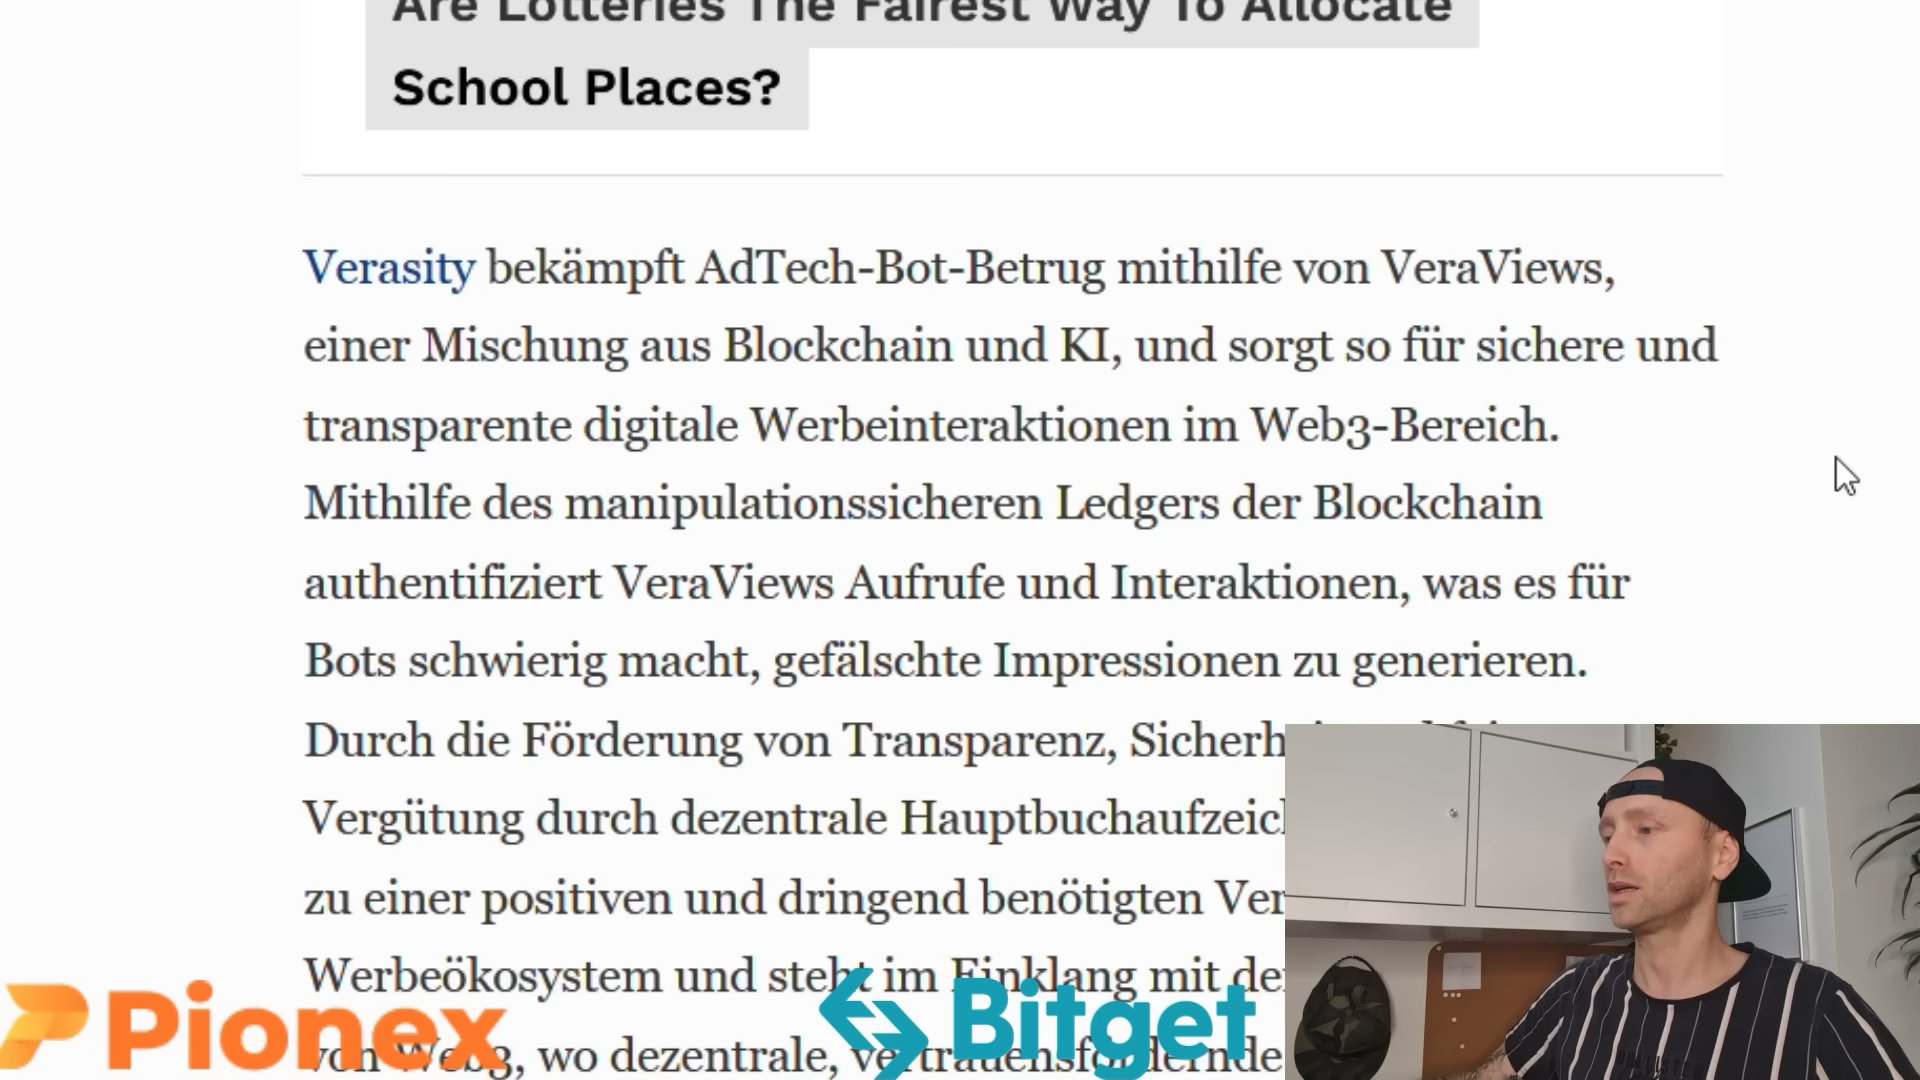 Are Lotteries The Fairest Way To Allocate
School Places?
Verasity bekämpft AdTech-Bot-Betrug mithilfe von VeraViews,
einer Mischung aus Blockchain und KI, und sorgt so für sichere und
transparente digitale Werbeinteraktionen im Web3-Bereich.
Mithilfe des manipulationssicheren Ledgers der Blockchain
authentifiziert VeraViews Aufrufe und Interaktionen, was es für
Bots schwierig macht, gefälschte Impressionen zu generieren.
Durch die Förderung von Transparenz,
Vergütung durch dezentrale
zu einer positiven und dringend benötigten
Werbeökosystem und steht im Einklang mit
von Web3, wo dezentrale,
Pionex
Bitget